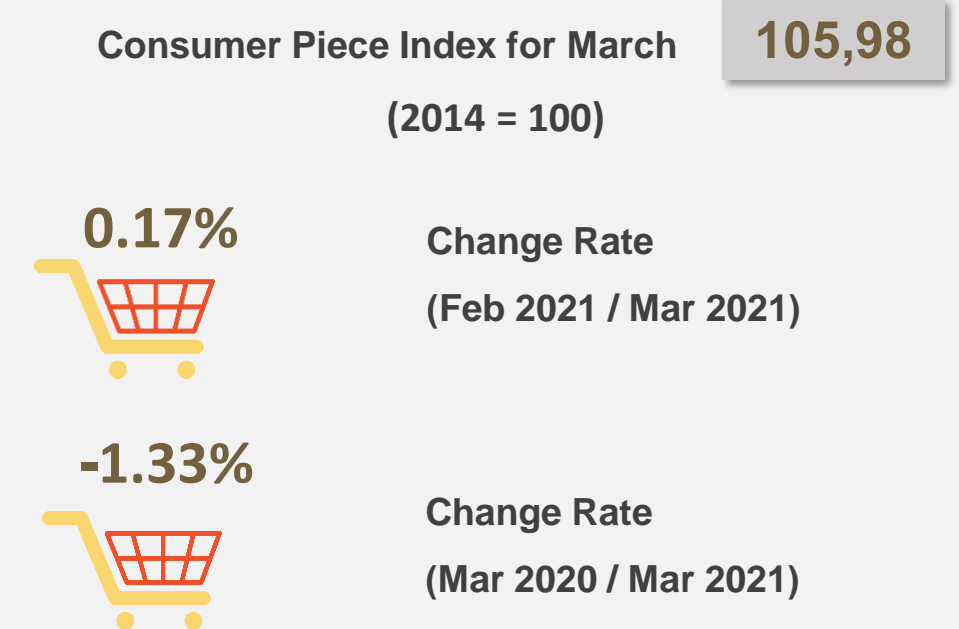 Consumer Piece Index for March
105,98
(2014 = 100)
0.17%
Change Rate
(Feb 2021 / Mar 2021)
-1.33%
Change Rate
(Mar 2020 / Mar 2021)